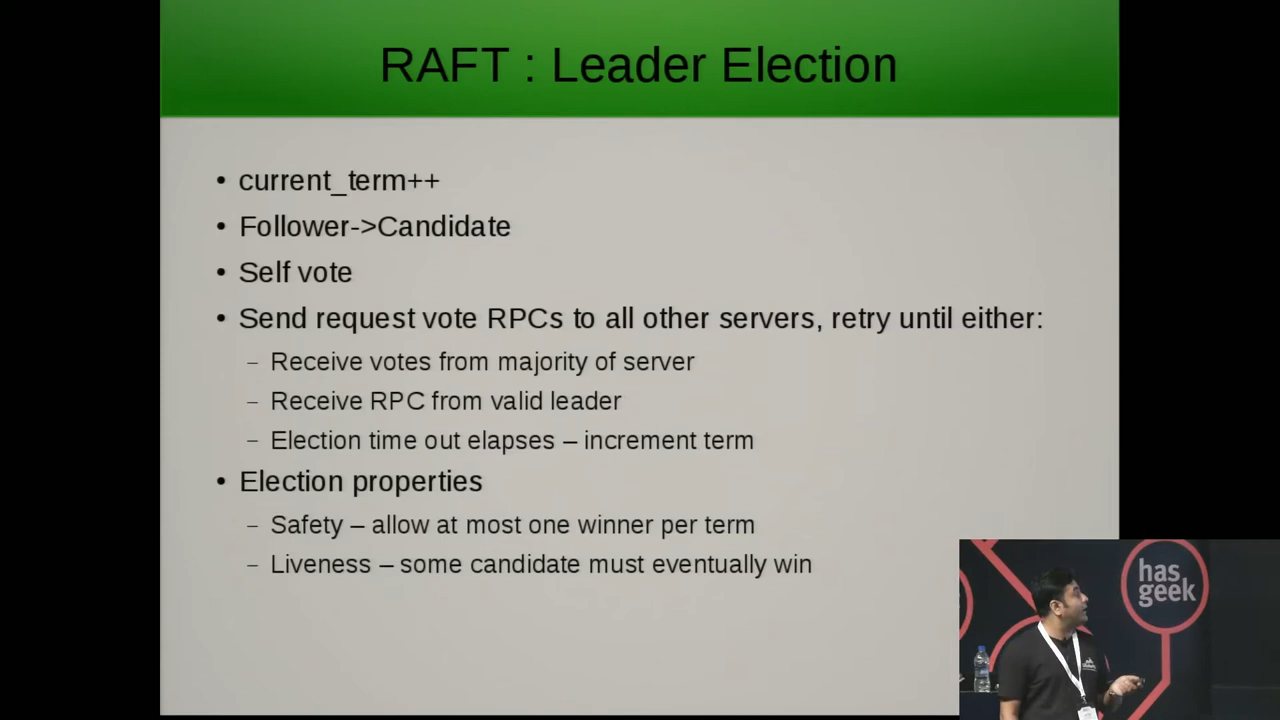 RAFT : Leader Election
• current_term++
• Follower->Candidate
• Self vote
• Send request vote RPCs to all other servers, retry until either:
– Receive votes from majority of server
– Receive RPC from valid leader
– Election time out elapses – increment term
• Election properties
– Safety – allow at most one winner per term
– Liveness – some candidate must eventually win
has
geek